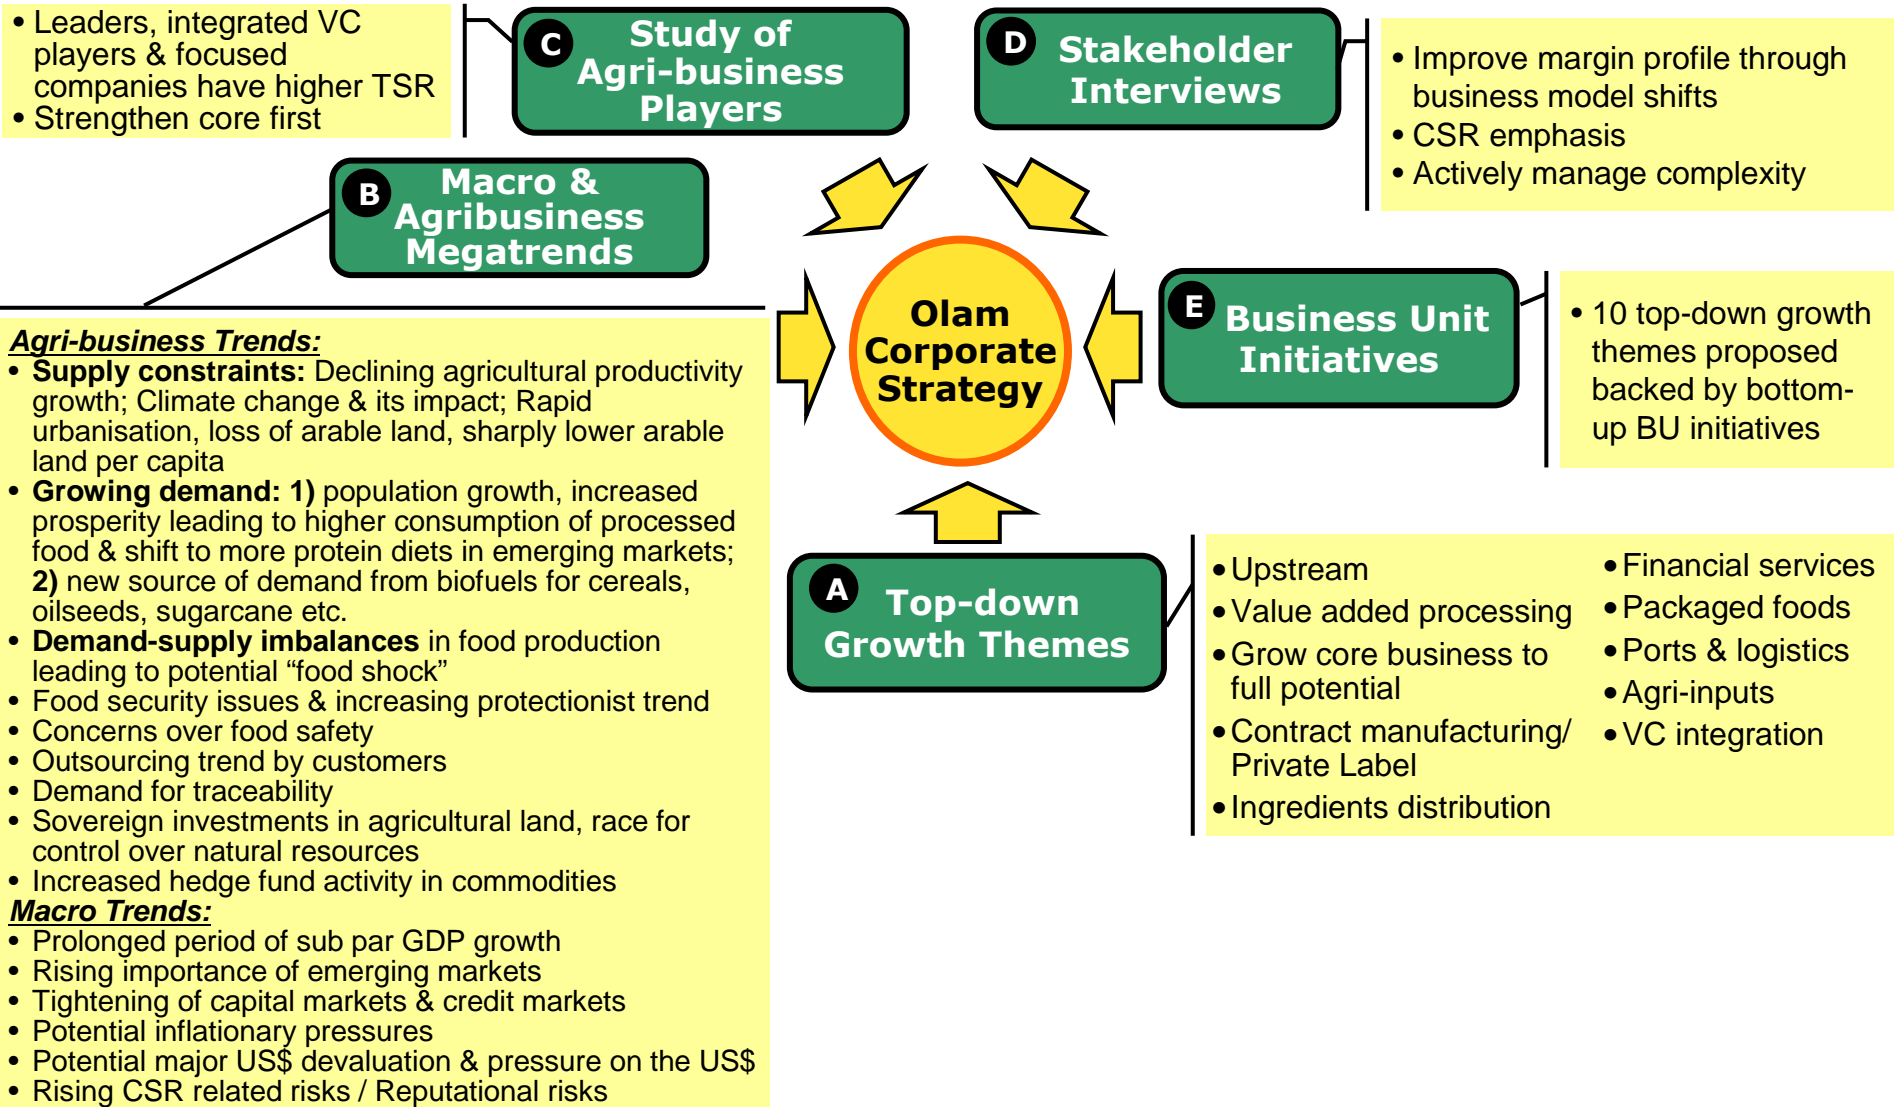 • Leaders, integrated VC
players & focused
companies have higher TSR
• Strengthen core first
C
Study of
Agri-business
Players
D
Stakeholder
Interviews
• Improve margin profile through
business model shifts
• CSR emphasis
• Actively manage complexity
B
Macro &
Agribusiness
Megatrends
Olam
Corporate
Strategy
E
Business Unit
Initiatives
• 10 top-down growth
themes proposed
backed by bottom-
up BU initiatives
Agri-business Trends:
• Supply constraints: Declining agricultural productivity
growth; Climate change & its impact; Rapid
urbanisation, loss of arable land, sharply lower arable
land per capita
• Growing demand: 1) population growth, increased
prosperity leading to higher consumption of processed
food & shift to more protein diets in emerging markets;
2) new source of demand from biofuels for cereals,
oilseeds, sugarcane etc.
• Demand-supply imbalances in food production
leading to potential “food shock”
• Food security issues & increasing protectionist trend
• Concerns over food safety
• Outsourcing trend by customers
• Demand for traceability
• Sovereign investments in agricultural land, race for
control over natural resources
• Increased hedge fund activity in commodities
Macro Trends:
• Prolonged period of sub par GDP growth
• Rising importance of emerging markets
• Tightening of capital markets & credit markets
• Potential inflationary pressures
• Potential major US$ devaluation & pressure on the US$
• Rising CSR related risks / Reputational risks
A
Top-down
Growth Themes
• Upstream
• Value added processing
• Grow core business to
full potential
• Contract manufacturing/
Private Label
• Ingredients distribution
• Financial services
• Packaged foods
• Ports & logistics
• Agri-inputs
• VC integration